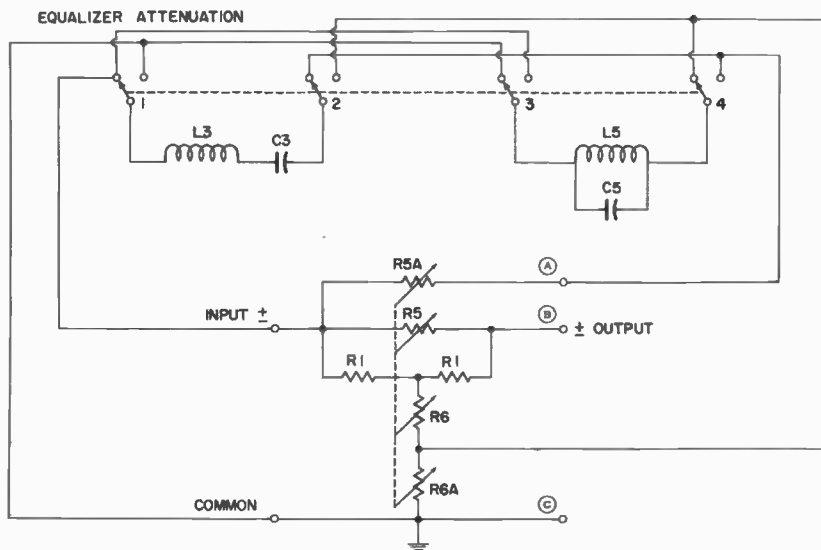 EQUALIZER ATTENUATION
1
2
3
4
L3
C3
L5
C5
R5A
A
INPUT ±
R5
B
± OUTPUT
R1
R1
R6
R6A
COMMON
C